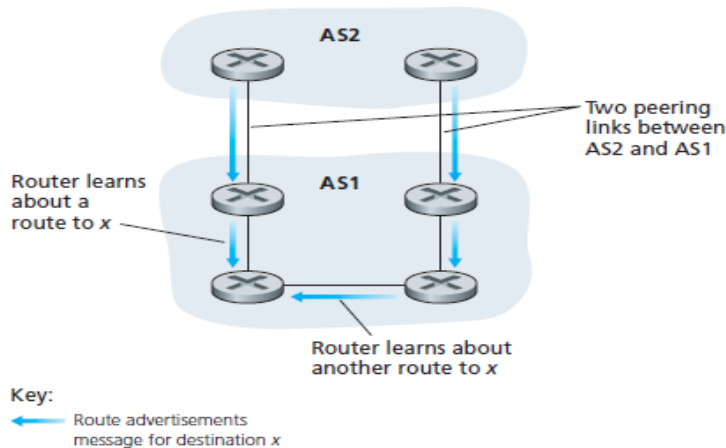 AS2
Two peering
links between
AS2 and AS1
Router learns
about a
route to x
AS1
Router learns about
another route to x
Key:
Route advertisements
message for destination x